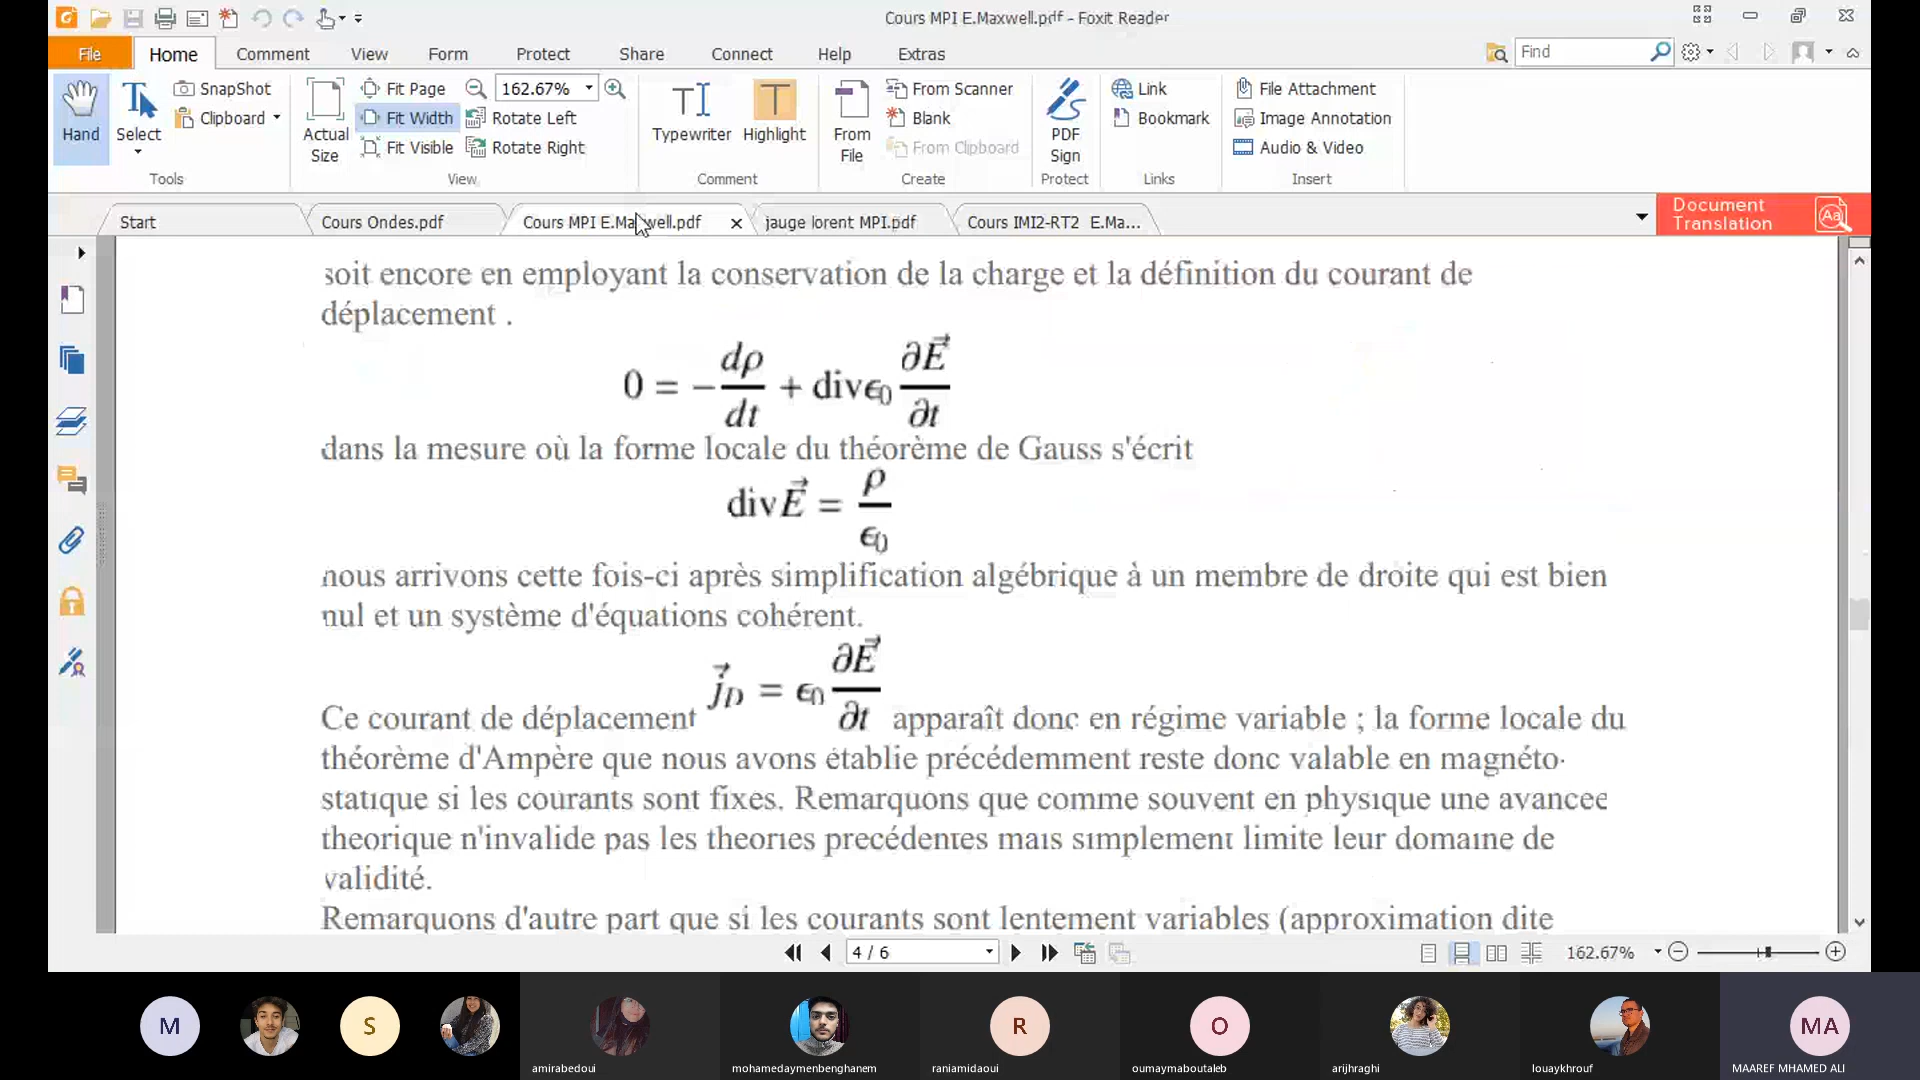 Cours MPI E.Maxwell.pdf - Foxit Reader
File Home Comment View Form Protect Share Connect Help Extras Find
Hand
Select
SnapShot
Clipboard
Tools
Actual Size
Fit Page
Fit Width
Fit Visible
162.67%
Rotate Left
Rotate Right
View
Typewriter
Highlight
Comment
From File
From Scanner
Blank
From Clipboard
Create
PDF Sign
Protect
Link
Bookmark
Links
File Attachment
Image Annotation
Audio & Video
Insert
Start
Cours Ondes.pdf
Cours MPI E.Maxwell.pdf
jauge lorent MPI.pdf
Cours IMI2-RT2 E.Ma...
Document
Translation
soit encore en employant la conservation de la charge et la définition du courant de
déplacement .
0 = -dρ/dt + divϵ0 ∂E⃗/∂t
dans la mesure où la forme locale du théorème de Gauss s'écrit
divE⃗ = ρ/ϵ0
nous arrivons cette fois-ci après simplification algébrique à un membre de droite qui est bien
nul et un système d'équations cohérent.
Ce courant de déplacement j⃗D = ϵ0 ∂E⃗/∂t apparaît donc en régime variable ; la forme locale du
théorème d'Ampère que nous avons établie précédemment reste donc valable en magnéto-
statique si les courants sont fixes. Remarquons que comme souvent en physique une avancée
théorique n'invalide pas les théories précédentes mais simplement limite leur domaine de
validité.
Remarquons d'autre part que si les courants sont lentement variables (approximation dite
4 / 6
162.67%
M
S
R
O
MA
amirabedoui
mohamedaymenbenghanem
raniamidaoui
oumaymaboutaleb
arijhraghi
louaykhrouf
MAAREF MHAMED ALI